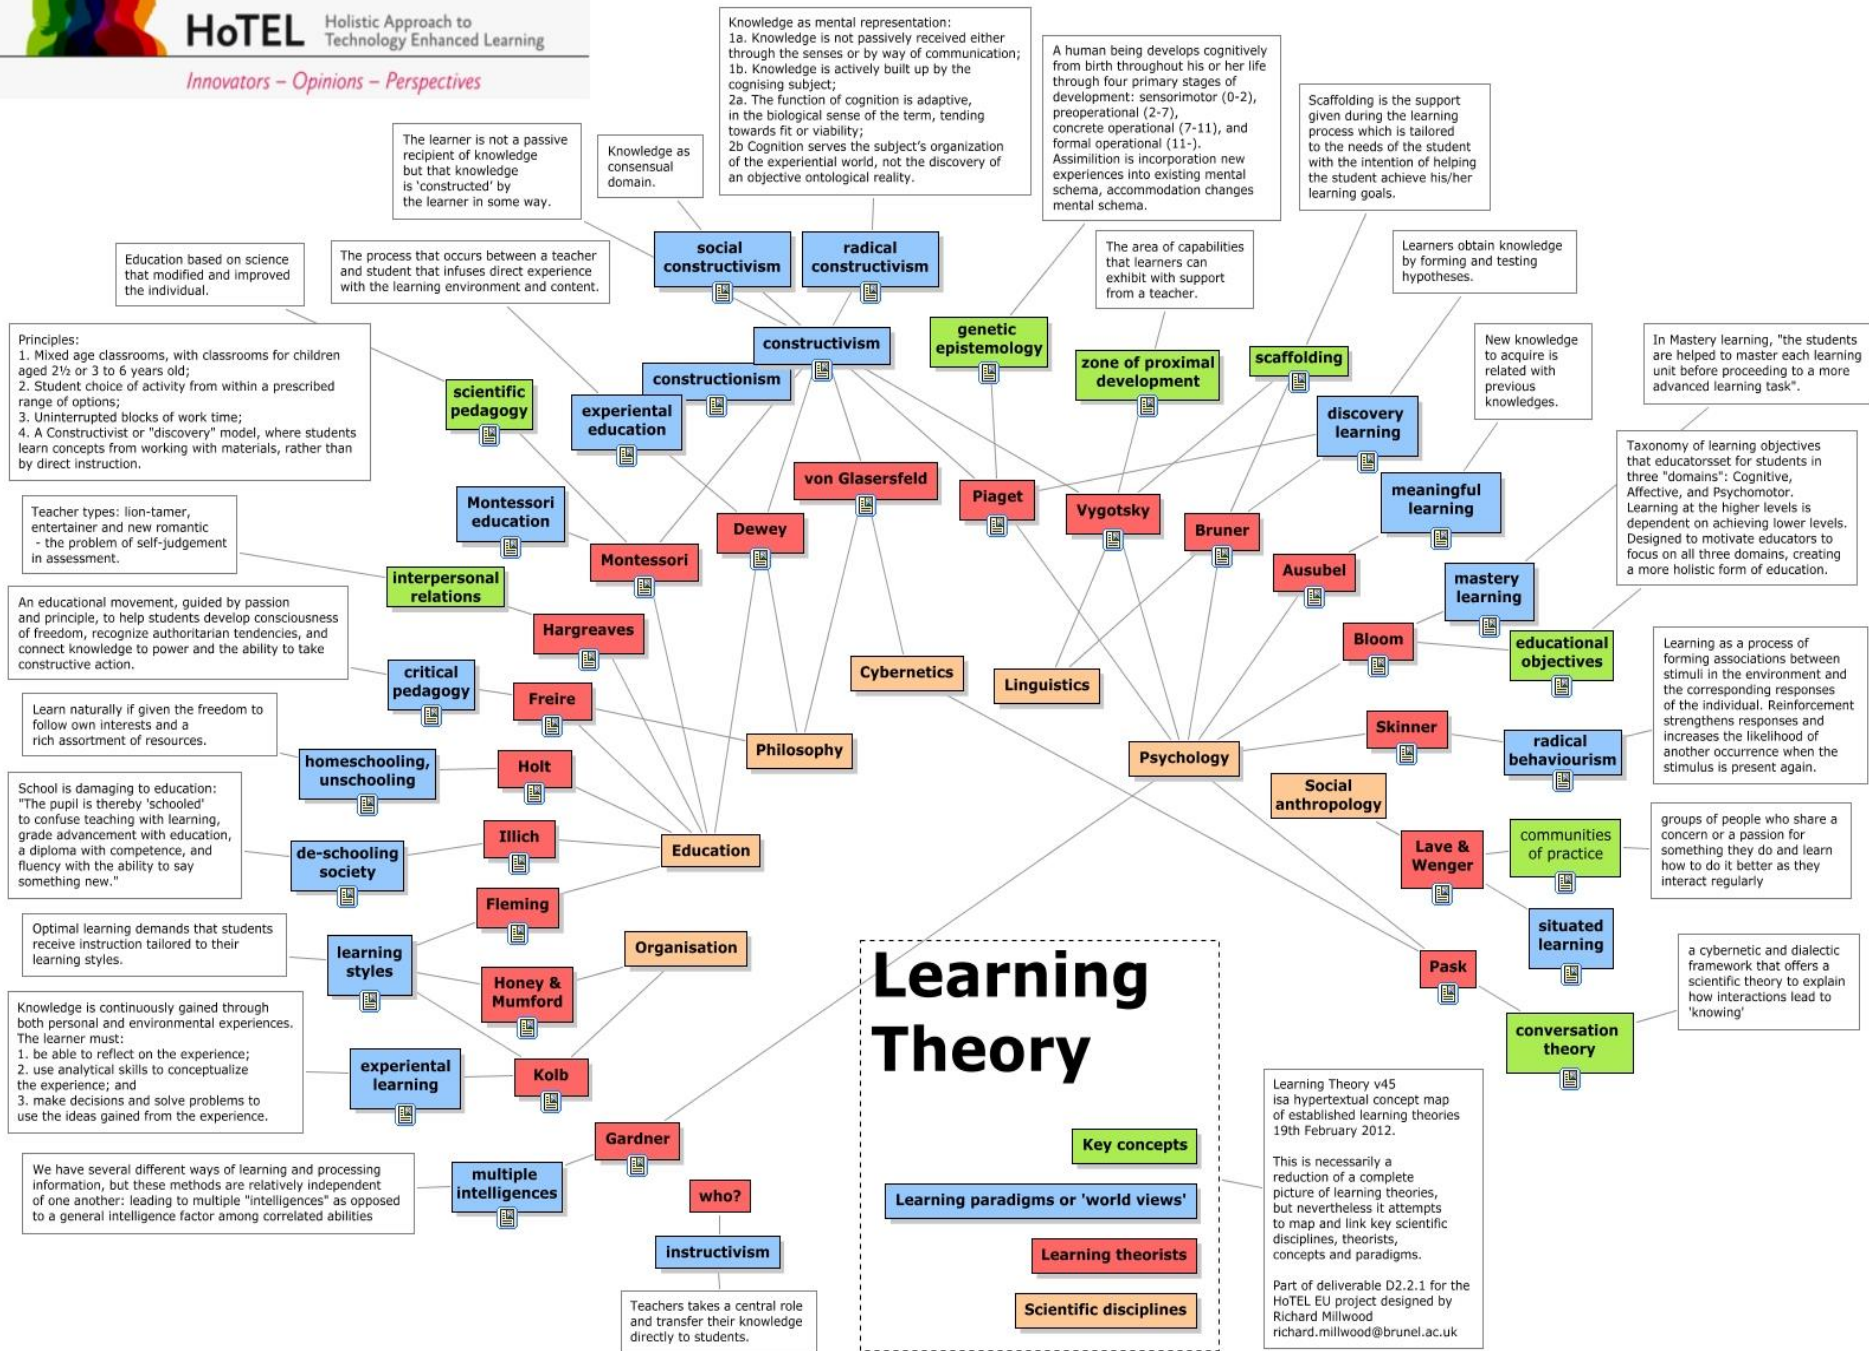 HoTEL
Holistic Approach to
Technology Enhanced Learning
Innovators – Opinions – Perspectives
Knowledge as mental representation:
1a. Knowledge is not passively received either
through the senses or by way of communication;
1b. Knowledge is actively built up by the
cognising subject;
2a. The function of cognition is adaptive,
in the biological sense of the term, tending
towards fit or viability;
2b Cognition serves the subject's organization
of the experiential world, not the discovery of
an objective ontological reality.
A human being develops cognitively
from birth throughout his or her life
through four primary stages of
development: sensorimotor (0-2),
preoperational (2-7),
concrete operational (7-11), and
formal operational (11-).
Assimilition is incorporation new
experiences into existing mental
schema, accommodation changes
mental schema.
Scaffolding is the support
given during the learning
process which is tailored
to the needs of the student
with the intention of helping
the student achieve his/her
learning goals.
The learner is not a passive
recipient of knowledge
but that knowledge
is 'constructed' by
the learner in some way.
Knowledge as
consensual
domain.
Education based on science
that modified and improved
the individual.
The process that occurs between a teacher
and student that infuses direct experience
with the learning environment and content.
social
constructivism
radical
constructivism
The area of capabilities
that learners can
exhibit with support
from a teacher.
Learners obtain knowledge
by forming and testing
hypotheses.
Principles:
1. Mixed age classrooms, with classrooms for children
aged 2½ or 3 to 6 years old;
2. Student choice of activity from within a prescribed
range of options;
3. Uninterrupted blocks of work time;
4. A Constructivist or "discovery" model, where students
learn concepts from working with materials, rather than
by direct instruction.
constructivism
genetic
epistemology
zone of proximal
development
scaffolding
New knowledge
to acquire is
related with
previous
knowledges.
In Mastery learning, "the students
are helped to master each learning
unit before proceeding to a more
advanced learning task".
scientific
pedagogy
constructionism
experiental
education
discovery
learning
Taxonomy of learning objectives
that educatorsset for students in
three "domains": Cognitive,
Affective, and Psychomotor.
Learning at the higher levels is
dependent on achieving lower levels.
Designed to motivate educators to
focus on all three domains, creating
a more holistic form of education.
Teacher types: lion-tamer,
entertainer and new romantic
- the problem of self-judgement
in assessment.
Montessori
education
von Glasersfeld
Piaget
Vygotsky
meaningful
learning
Dewey
Bruner
Montessori
Ausubel
interpersonal
relations
mastery
learning
An educational movement, guided by passion
and principle, to help students develop consciousness
of freedom, recognize authoritarian tendencies, and
connect knowledge to power and the ability to take
constructive action.
Hargreaves
Bloom
educational
objectives
Learning as a process of
forming associations between
stimuli in the environment and
the corresponding responses
of the individual. Reinforcement
strengthens responses and
increases the likelihood of
another occurrence when the
stimulus is present again.
critical
pedagogy
Freire
Cybernetics
Linguistics
Learn naturally if given the freedom to
follow own interests and a
rich assortment of resources.
Philosophy
Psychology
Skinner
radical
behaviourism
homeschooling,
unschooling
Holt
Social
anthropology
School is damaging to education:
"The pupil is thereby 'schooled'
to confuse teaching with learning,
grade advancement with education,
a diploma with competence, and
fluency with the ability to say
something new."
de-schooling
society
Illich
Education
Lave &
Wenger
communities
of practice
groups of people who share a
concern or a passion for
something they do and learn
how to do it better as they
interact regularly
Fleming
Optimal learning demands that students
receive instruction tailored to their
learning styles.
learning
styles
Organisation
situated
learning
Honey &
Mumford
Pask
a cybernetic and dialectic
framework that offers a
scientific theory to explain
how interactions lead to
'knowing'
Knowledge is continuously gained through
both personal and environmental experiences.
The learner must:
1. be able to reflect on the experience;
2. use analytical skills to conceptualize
the experience; and
3. make decisions and solve problems to
use the ideas gained from the experience.
experiential
learning
Kolb
conversation
theory
Learning
Theory
Gardner
We have several different ways of learning and processing
information, but these methods are relatively independent
of one another: leading to multiple "intelligences" as opposed
to a general intelligence factor among correlated abilities
multiple
intelligences
who?
instructivism
Teachers takes a central role
and transfer their knowledge
directly to students.
Key concepts
Learning paradigms or 'world views'
Learning theorists
Scientific disciplines
Learning Theory v45
isa hypertextual concept map
of established learning theories
19th February 2012.
This is necessarily a
reduction of a complete
picture of learning theories,
but nevertheless it attempts
to map and link key scientific
disciplines, theorists,
concepts and paradigms.
Part of deliverable D2.2.1 for the
HoTEL EU project designed by
Richard Millwood
richard.millwood@brunel.ac.uk